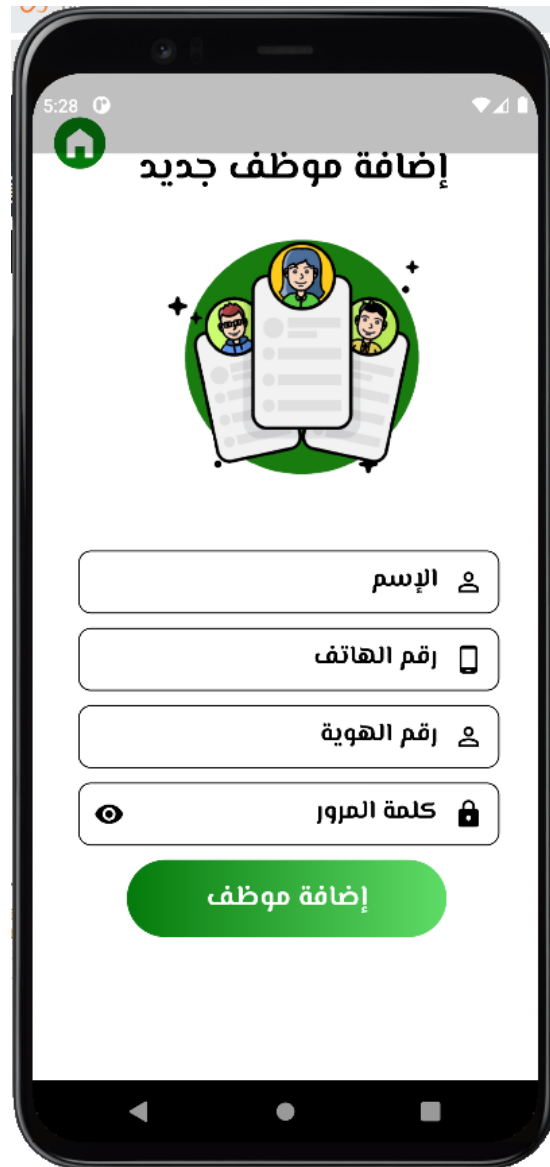 5:28
إضافة موظف جديد
الإسم
رقم الهاتف
رقم الهوية
كلمة المرور
إضافة موظف